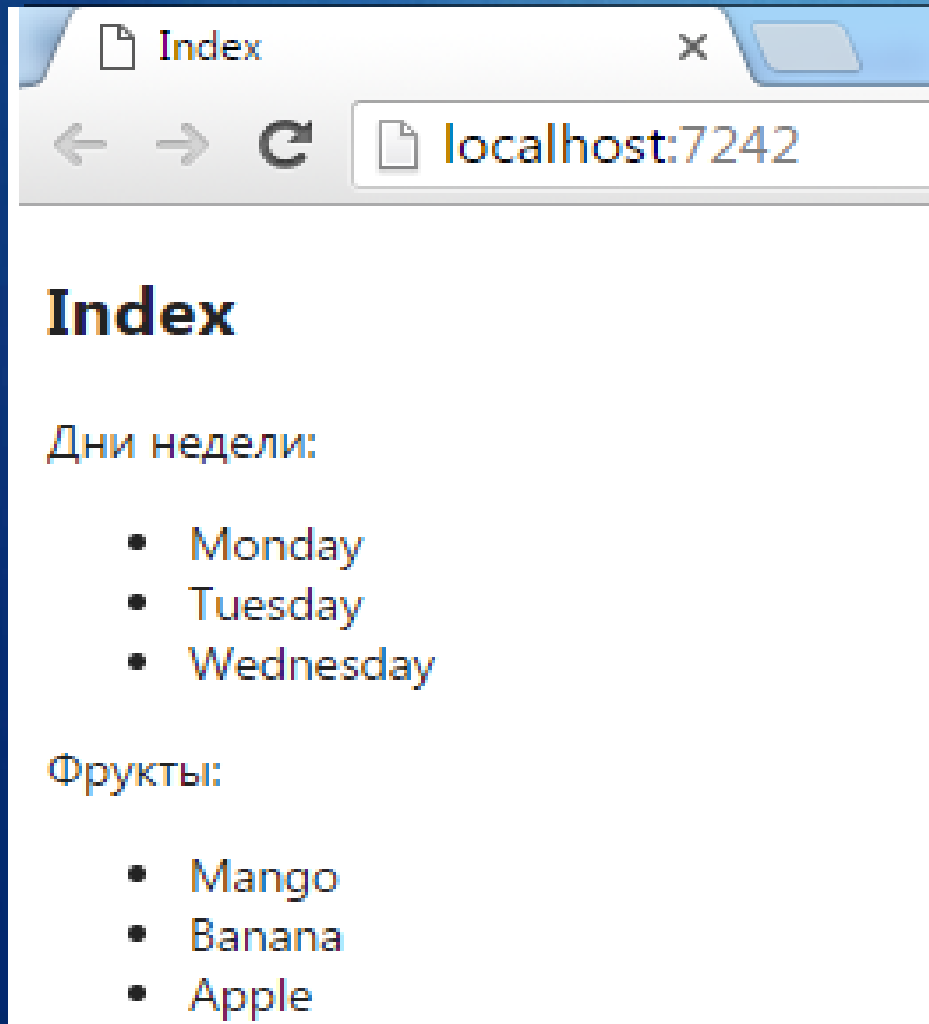 Index
localhost:7242
Index
Дни недели:
Monday
Tuesday
Wednesday
Фрукты:
Mango
Banana
Apple